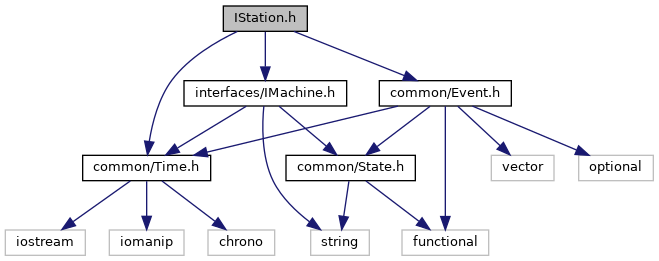 IStation.h
interfaces/IMachine.h
common/Event.h
common/Time.h
common/State.h
vector
optional
iostream
iomanip
chrono
string
functional